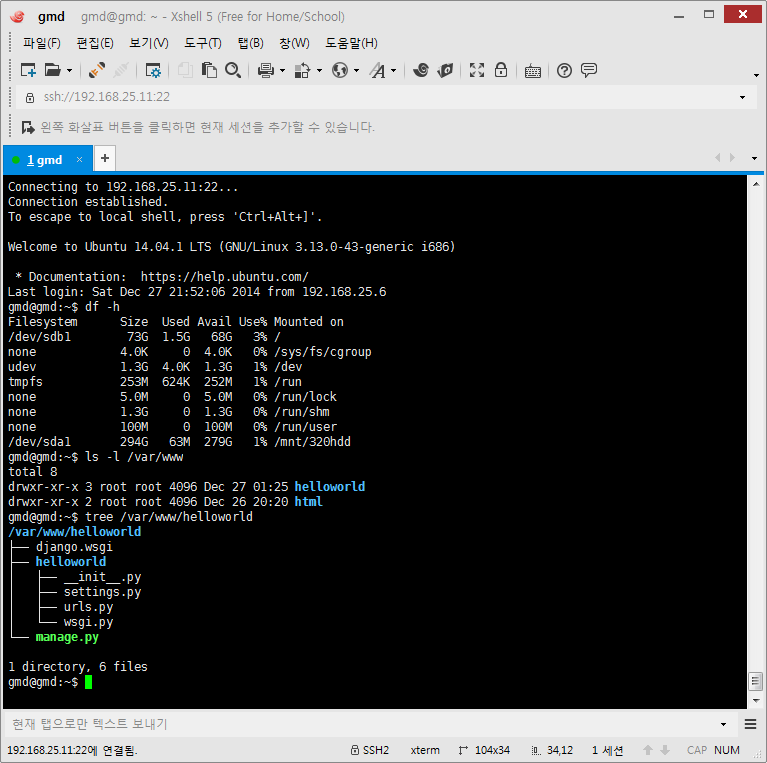 gmd gmd@gmd: ~ - Xshell 5 (Free for Home/School)
파일(F) 편집(E) 보기(V) 도구(T) 탭(B) 창(W) 도움말(H)
ssh://192.168.25.11:22
왼쪽 화살표 버튼을 클릭하면 현재 세션을 추가할 수 있습니다.
1 gmd × +
Connecting to 192.168.25.11:22...
Connection established.
To escape to local shell, press 'Ctrl+Alt+]'.
Welcome to Ubuntu 14.04.1 LTS (GNU/Linux 3.13.0-43-generic i686)
 * Documentation:  https://help.ubuntu.com/
Last login: Sat Dec 27 21:52:06 2014 from 192.168.25.6
gmd@gmd:~$ df -h
Filesystem      Size  Used Avail Use% Mounted on
/dev/sdb1        73G  1.5G   68G   3% /
none            4.0K     0  4.0K   0% /sys/fs/cgroup
udev            1.3G  4.0K  1.3G   1% /dev
tmpfs           253M  624K  252M   1% /run
none            5.0M     0  5.0M   0% /run/lock
none            1.3G     0  1.3G   0% /run/shm
none            100M     0  100M   0% /run/user
/dev/sda1       294G   63M  279G   1% /mnt/320hdd
gmd@gmd:~$ ls -l /var/www
total 8
drwxr-xr-x 3 root root 4096 Dec 27 01:25 helloworld
drwxr-xr-x 2 root root 4096 Dec 26 20:20 html
gmd@gmd:~$ tree /var/www/helloworld
/var/www/helloworld
├── django.wsgi
├── helloworld
│   ├── __init__.py
│   ├── settings.py
│   ├── urls.py
│   └── wsgi.py
└── manage.py
1 directory, 6 files
gmd@gmd:~$
현재 탭으로만 텍스트 보내기
192.168.25.11:22에 연결됨. SSH2 xterm 104x34 34,12 1 세션 CAP NUM